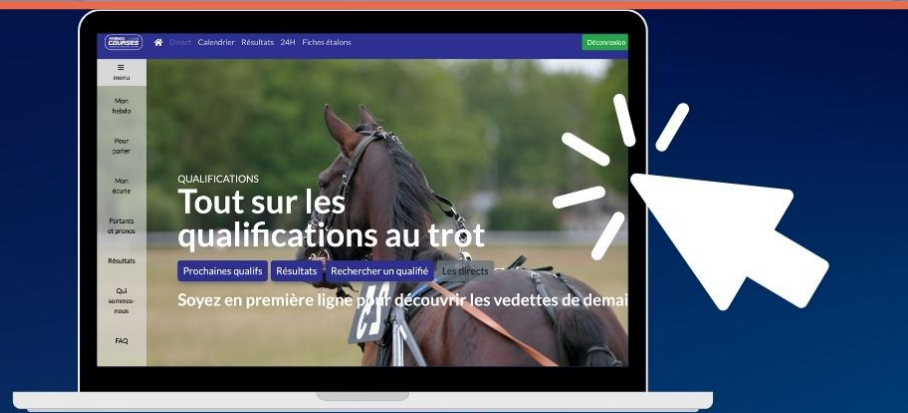 COURSES
Direct Calendrier Résultats 24H Fiches étalons
Déconnexion
menu
Mon
hebdo
Pour
parier
Mon
écurie
Partants
et pronos
Résultats
Qui
sommes-
nous
FAQ
QUALIFICATIONS
Tout sur les
qualifications au trot
Prochaines qualifs Résultats Rechercher un qualifié Les directs
Soyez en première ligne pour découvrir les vedettes de demai